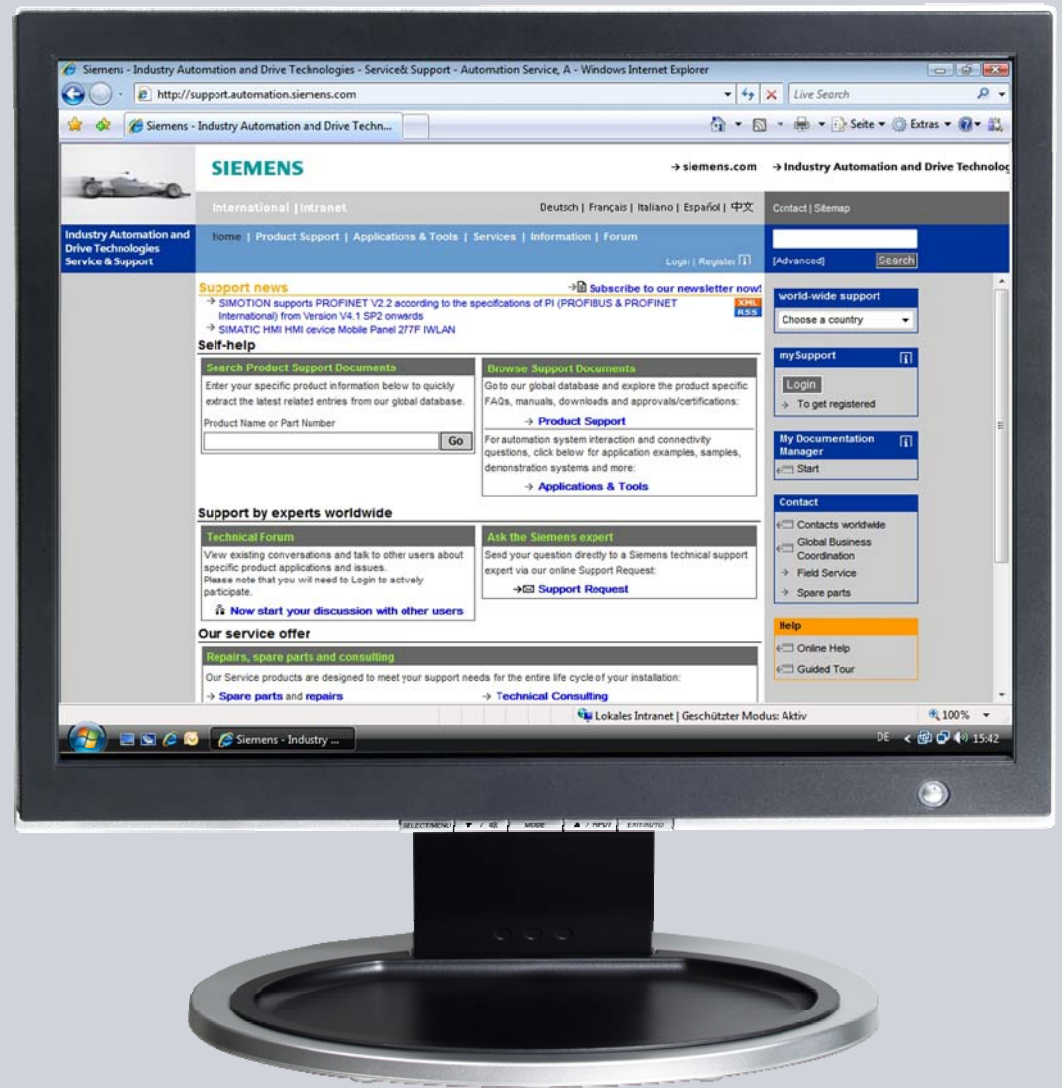 Siemens - Industry Automation and Drive Technologies - Service& Support - Automation Service, A - Windows Internet Explorer
http://support.automation.siemens.com
Live Search
Siemens - Industry Automation and Drive Techn...
Seite
Extras
SIEMENS
→ siemens.com
→ Industry Automation and Drive Technolog
International | Intranet
Deutsch | Français | Italiano | Español | 中文
Contact | Sitemap
Industry Automation and
Drive Technologies
Service & Support
Home | Product Support | Applications & Tools | Services | Information | Forum
Login | Register
[Advanced]
Search
Support news
→ Subscribe to our newsletter now!
→ SIMOTION supports PROFINET V2.2 according to the specifications of PI (PROFIBUS & PROFINET
International) from Version V4.1 SP2 onwards
XML
RSS
→ SIMATIC HMI HMI device Mobile Panel 277F IWLAN
Self-help
Search Product Support Documents
Enter your specific product information below to quickly
extract the latest related entries from our global database.
Product Name or Part Number
Go
Browse Support Documents
Go to our global database and explore the product specific
FAQs, manuals, downloads and approvals/certifications:
→ Product Support
For automation system interaction and connectivity
questions, click below for application examples, samples,
demonstration systems and more:
→ Applications & Tools
Support by experts worldwide
Technical Forum
View existing conversations and talk to other users about
specific product applications and issues.
Please note that you will need to Login to actively
participate.
Now start your discussion with other users
Ask the Siemens expert
Send your question directly to a Siemens technical support
expert via our online Support Request:
→ Support Request
Our service offer
Repairs, spare parts and consulting
Our Service products are designed to meet your support needs for the entire life cycle of your installation:
→ Spare parts and repairs
→ Technical Consulting
world-wide support
Choose a country
mySupport
Login
→ To get registered
My Documentation
Manager
Start
Contact
Contacts worldwide
Global Business
Coordination
→ Field Service
→ Spare parts
Help
Online Help
Guided Tour
Lokales Intranet | Geschützter Modus: Aktiv
100%
Siemens - Industry ...
DE
15:42
SELECT/MENU
MODE